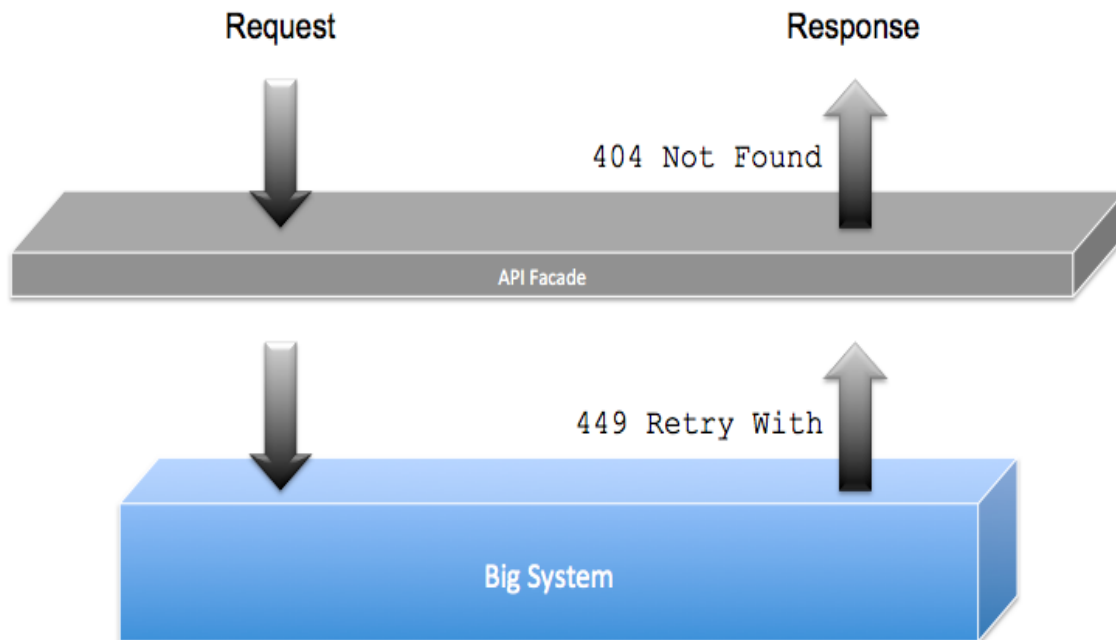 Request
Response
404 Not Found
API Facade
449 Retry With
Big System